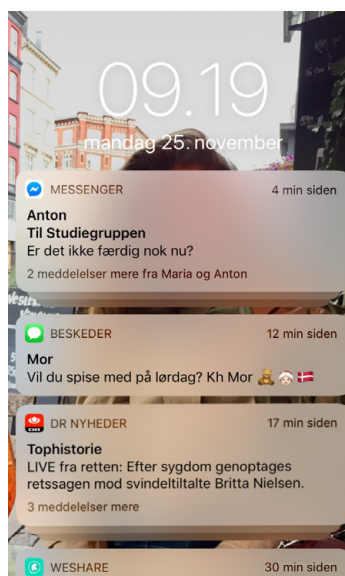 09.19
mandag 25. november
MESSENGER
4 min siden
Anton
Til Studiegruppen
Er det ikke færdig nok nu?
2 meddelelser mere fra Maria og Anton
BESKEDER
12 min siden
Mor
Vil du spise med på lørdag? Kh Mor 🧸🤶🇩🇰
DR NYHEDER
17 min siden
Tophistorie
LIVE fra retten: Efter sygdom genoptages
retssagen mod svindeltiltalte Britta Nielsen.
3 meddelelser mere
WESHARE
30 min siden